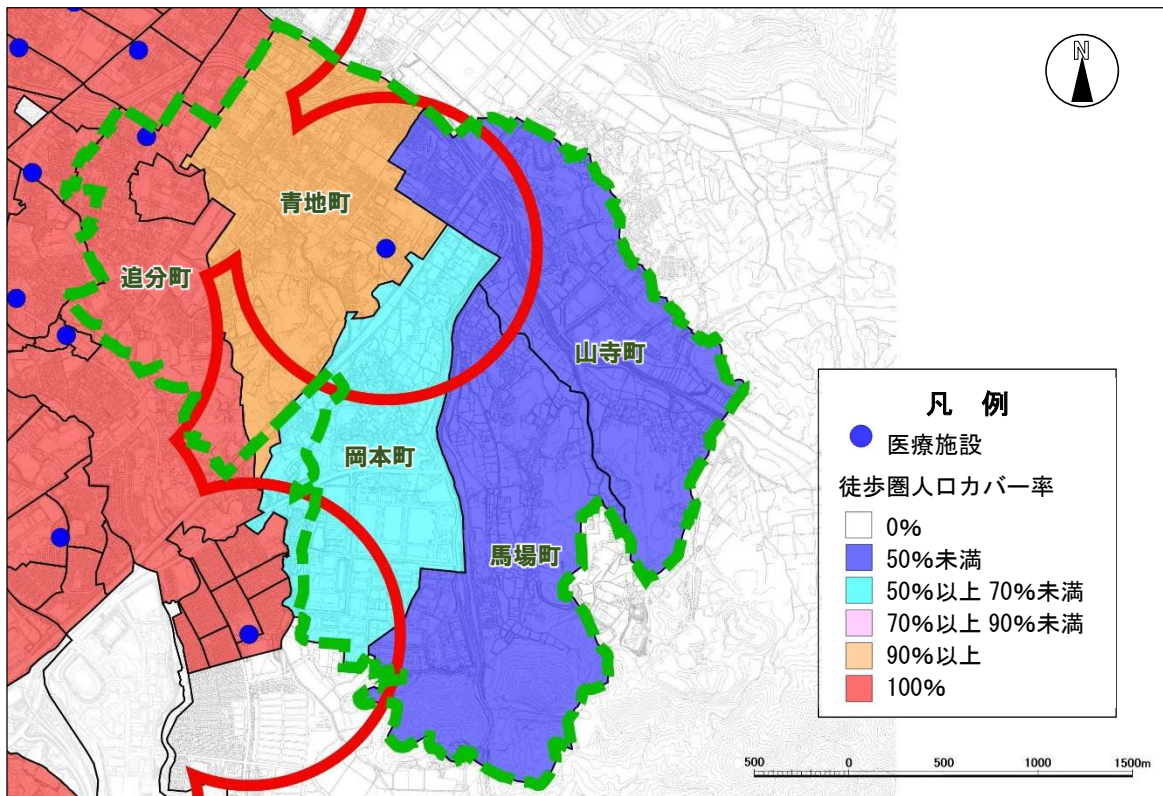 N
青地町
追分町
山寺町
岡本町
馬場町
凡 例
医療施設
徒歩圏人口カバー率
0%
50%未満
50%以上 70%未満
70%以上 90%未満
90%以上
100%
500 0 500 1000 1500m